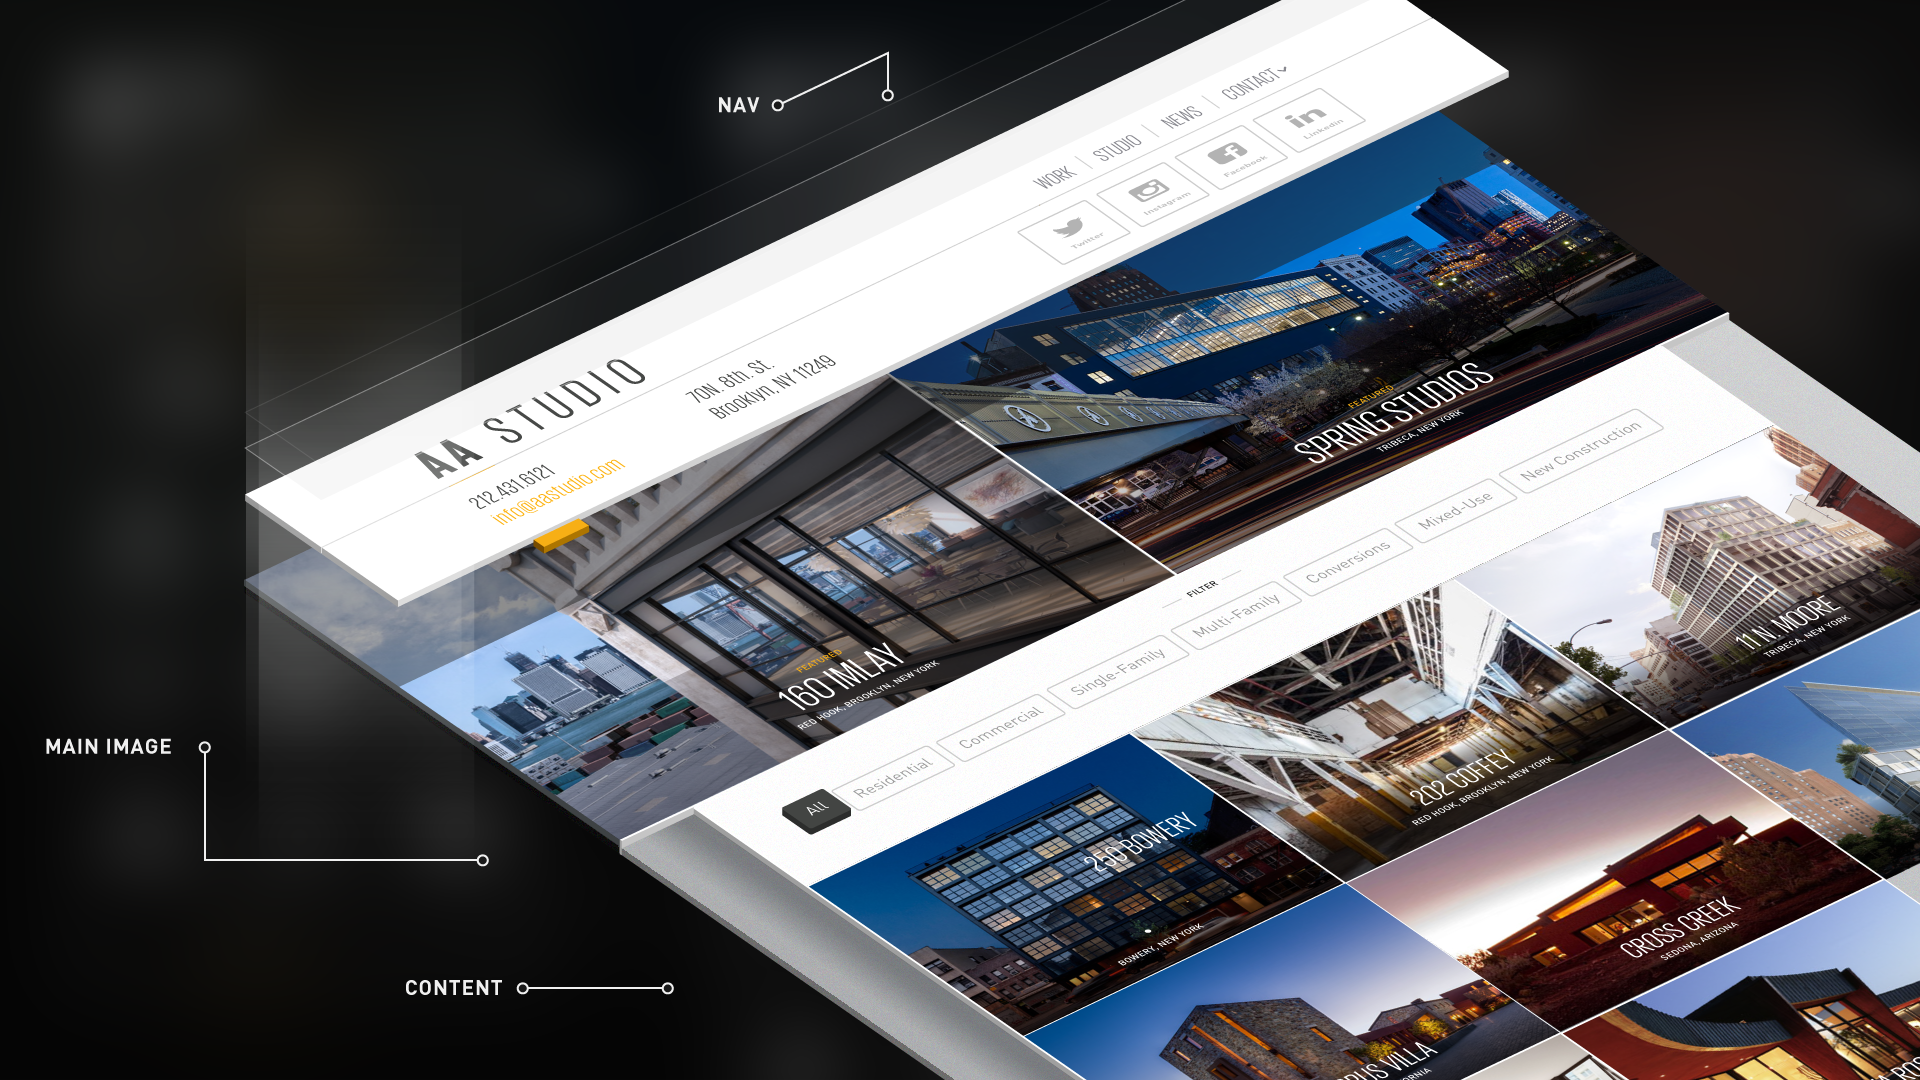 NAV
WORK
STUDIO
NEWS
CONTACT
Twitter
Instagram
Facebook
Linkedin
AA STUDIO
212.431.6121
info@aastudio.com
70N. 8th. St.
Brooklyn, NY 11249
MAIN IMAGE
FEATURED
160 IMLAY
RED HOOK, BROOKLYN, NEW YORK
FEATURED
SPRING STUDIOS
TRIBECA, NEW YORK
FILTER
All
Residential
Commercial
Single-Family
Multi-Family
Conversions
Mixed-Use
New Construction
CONTENT
250 BOWERY
BOWERY, NEW YORK
202 COFFEY
RED HOOK, BROOKLYN, NEW YORK
11 N. MOORE
TRIBECA, NEW YORK
CROSS CREEK
SEDONA, ARIZONA
VILLA